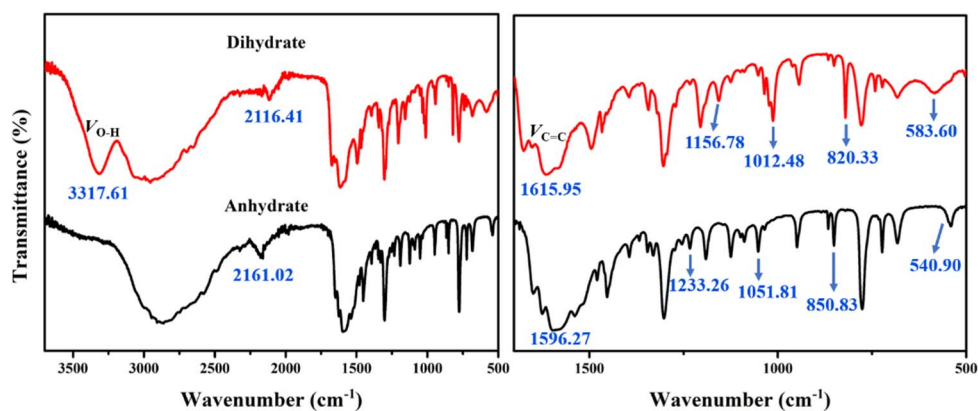 Transmittance (%)
Dihydrate
V O-H
2116.41
3317.61
Anhydrate
2161.02
3500 3000 2500 2000 1500 1000 500
Wavenumber (cm⁻¹)
V C=C
1156.78
1012.48
820.33
583.60
1615.95
1233.26
1051.81
850.83
540.90
1596.27
1500 1000 500
Wavenumber (cm⁻¹)